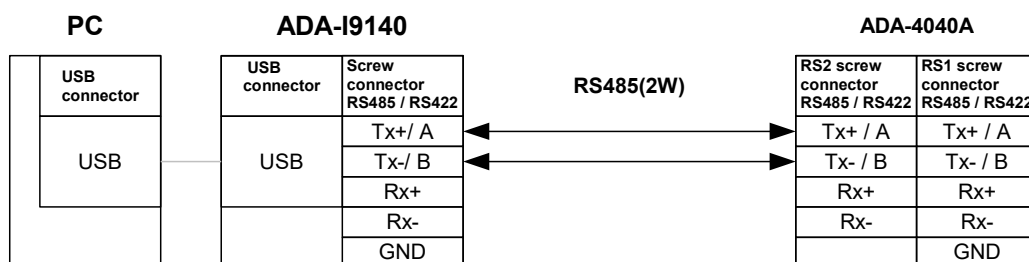 PC
ADA-I9140
ADA-4040A
USB
connector
USB
USB
connector
Screw
connector
RS485 / RS422
USB
Tx+/ A
Tx-/ B
Rx+
Rx-
GND
RS485(2W)
RS2 screw
connector
RS485 / RS422
RS1 screw
connector
RS485 / RS422
Tx+ / A
Tx+ / A
Tx- / B
Tx- / B
Rx+
Rx+
Rx-
Rx-
GND